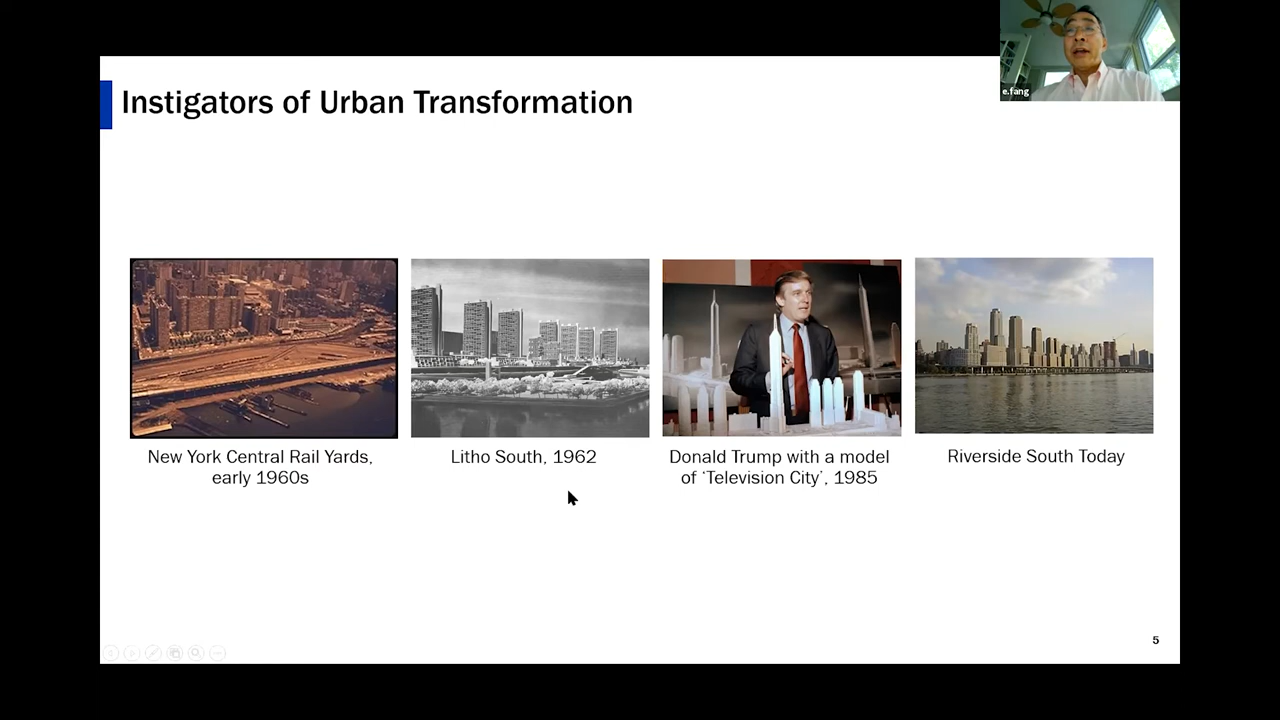 e.fang
Instigators of Urban Transformation
New York Central Rail Yards,
early 1960s
Litho South, 1962
Donald Trump with a model
of ‘Television City’, 1985
Riverside South Today
5